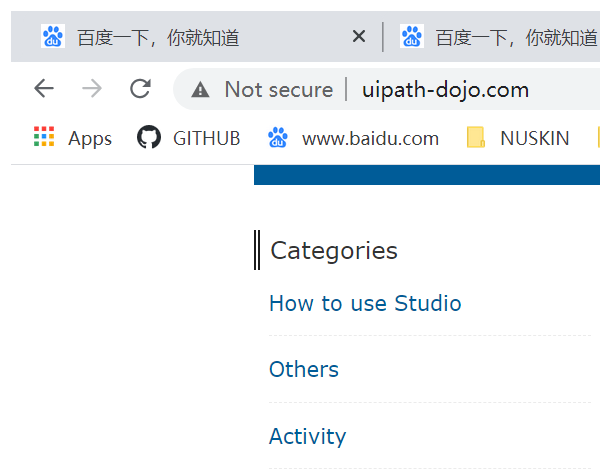 百度一下，你就知道 百度一下，你就知道
Not secure uipath-dojo.com
Apps GITHUB www.baidu.com NUSKIN
Categories
How to use Studio
Others
Activity